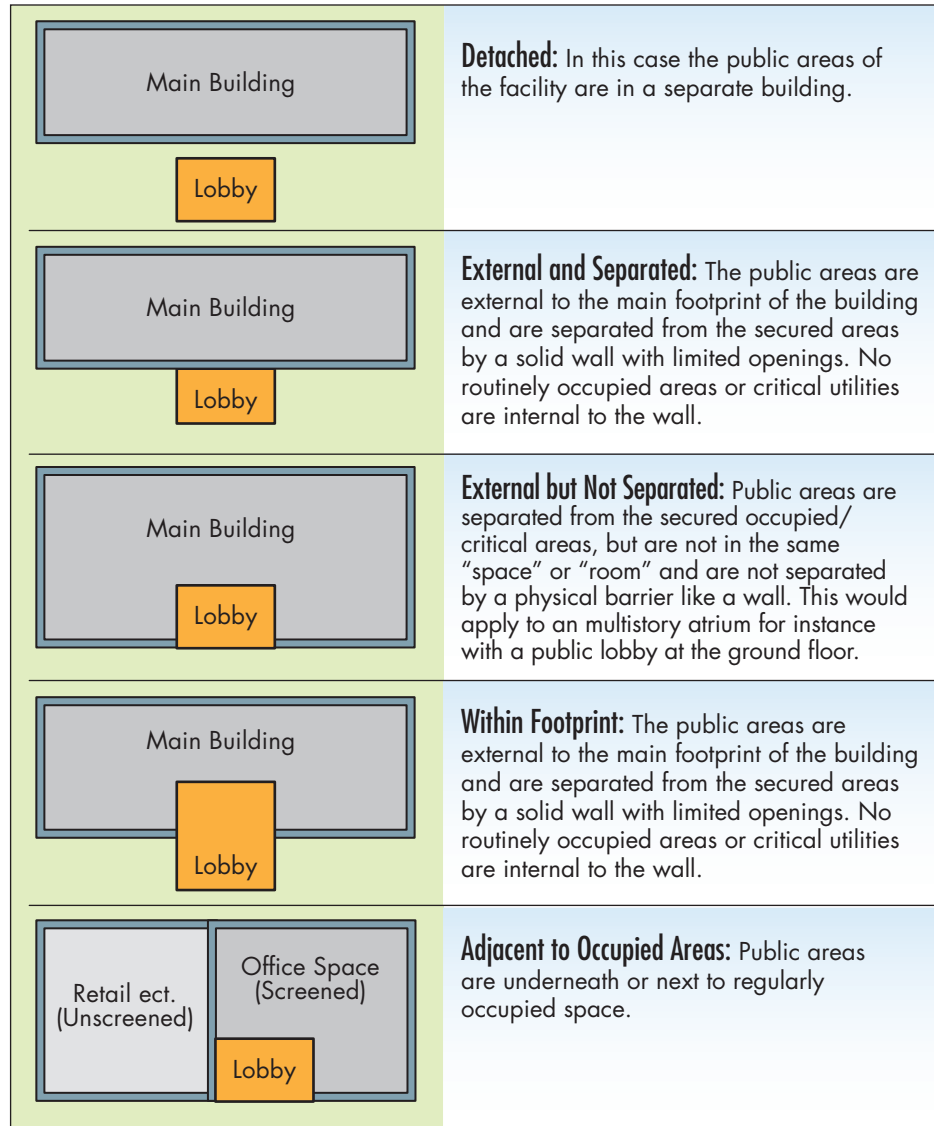 Main Building
Lobby
Detached: In this case the public areas of
the facility are in a separate building.
Main Building
Lobby
External and Separated: The public areas are
external to the main footprint of the building
and are separated from the secured areas
by a solid wall with limited openings. No
routinely occupied areas or critical utilities
are internal to the wall.
Main Building
Lobby
External but Not Separated: Public areas are
separated from the secured occupied/
critical areas, but are not in the same
“space” or “room” and are not separated
by a physical barrier like a wall. This would
apply to an multistory atrium for instance
with a public lobby at the ground floor.
Main Building
Lobby
Within Footprint: The public areas are
external to the main footprint of the building
and are separated from the secured areas
by a solid wall with limited openings. No
routinely occupied areas or critical utilities
are internal to the wall.
Retail ect.
(Unscreened)
Office Space
(Screened)
Lobby
Adjacent to Occupied Areas: Public areas
are underneath or next to regularly
occupied space.